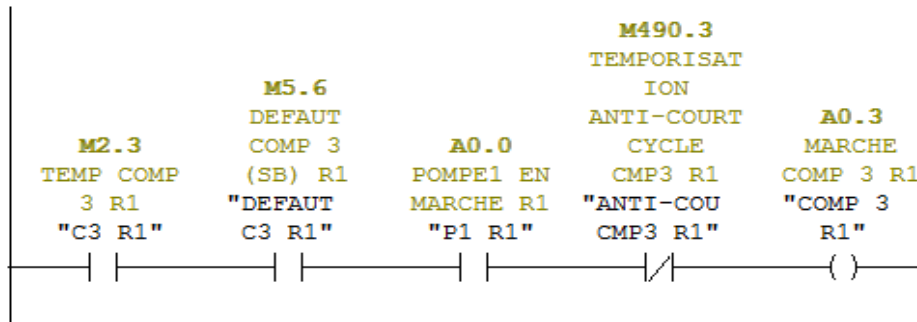 M2.3
TEMP COMP
3 R1
"C3 R1"
M5.6
DEFAUT
COMP 3
(SB) R1
"DEFAUT
C3 R1"
A0.0
POMPE1 EN
MARCHE R1
"P1 R1"
M490.3
TEMPORISAT
ION
ANTI-COURT
CYCLE
CMP3 R1
"ANTI-COU
CMP3 R1"
A0.3
MARCHE
COMP 3 R1
"COMP 3
R1"